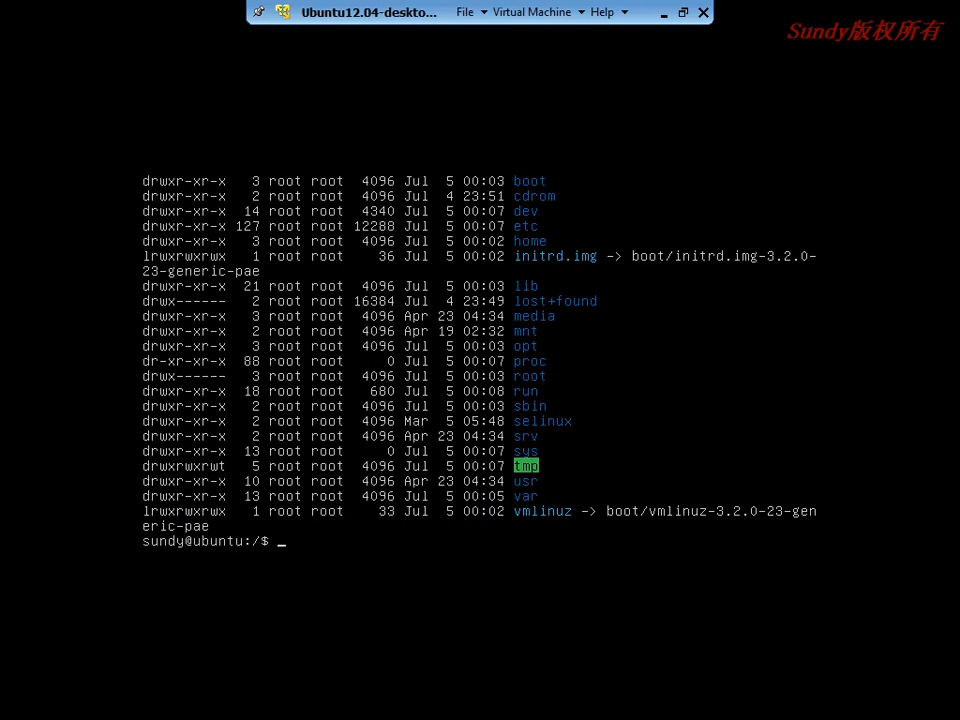 Ubuntu12.04-deskto... File Virtual Machine Help
Sundy版权所有
drwxr-xr-x 3 root root 4096 Jul 5 00:03 boot
drwxr-xr-x 2 root root 4096 Jul 4 23:51 cdrom
drwxr-xr-x 14 root root 4340 Jul 5 00:07 dev
drwxr-xr-x 127 root root 12288 Jul 5 00:07 etc
drwxr-xr-x 3 root root 4096 Jul 5 00:02 home
lrwxrwxrwx 1 root root 36 Jul 5 00:02 initrd.img -> boot/initrd.img-3.2.0-
23-generic-pae
drwxr-xr-x 21 root root 4096 Jul 5 00:03 lib
drwx------ 2 root root 16384 Jul 4 23:49 lost+found
drwxr-xr-x 3 root root 4096 Apr 23 04:34 media
drwxr-xr-x 2 root root 4096 Apr 19 02:32 mnt
drwxr-xr-x 3 root root 4096 Jul 5 00:03 opt
dr-xr-xr-x 88 root root 0 Jul 5 00:07 proc
drwx------ 3 root root 4096 Jul 5 00:03 root
drwxr-xr-x 18 root root 680 Jul 5 00:08 run
drwxr-xr-x 2 root root 4096 Jul 5 00:03 sbin
drwxr-xr-x 2 root root 4096 Mar 5 05:48 selinux
drwxr-xr-x 2 root root 4096 Apr 23 04:34 srv
drwxr-xr-x 13 root root 0 Jul 5 00:07 sys
drwxrwxrwt 5 root root 4096 Jul 5 00:07 tmp
drwxr-xr-x 10 root root 4096 Apr 23 04:34 usr
drwxr-xr-x 13 root root 4096 Jul 5 00:05 var
lrwxrwxrwx 1 root root 33 Jul 5 00:02 vmlinuz -> boot/vmlinuz-3.2.0-23-gen
eric-pae
sundy@ubuntu:/$ _